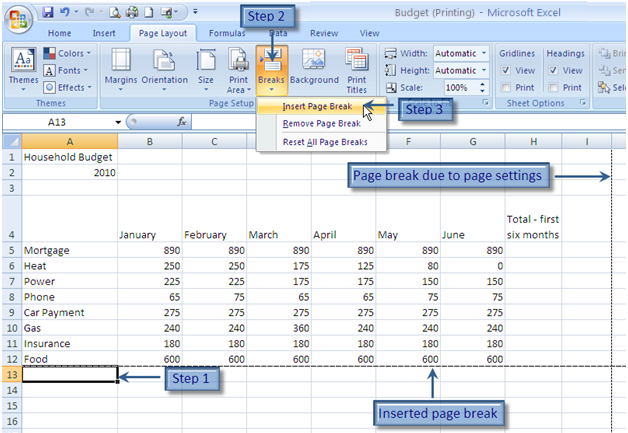 Budget (Printing) - Microsoft Excel
Step 2
Home Insert Page Layout Formulas Data Review View
Themes
Colors
Fonts
Effects
Themes
Margins Orientation Size Print Area Breaks Background Print Titles
Page Setup
Width: Automatic
Height: Automatic
Scale: 100%
Gridlines Headings
View View
Print Print
Sheet Options
Insert Page Break
Remove Page Break
Reset All Page Breaks
Step 3
A13 fx
A B C D E F G H I
1 Household Budget
2 2010
3
Page break due to page settings
4 January February March April May June Total - first six months
5 Mortgage 890 890 890 890 890 890
6 Heat 250 250 175 125 80 0
7 Power 225 225 175 175 150 150
8 Phone 65 75 65 65 75 75
9 Car Payment 275 275 275 275 275 275
10 Gas 240 240 360 240 240 240
11 Insurance 180 180 180 180 180 180
12 Food 600 600 600 600 600 600
13
Step 1
14
15
Inserted page break
16